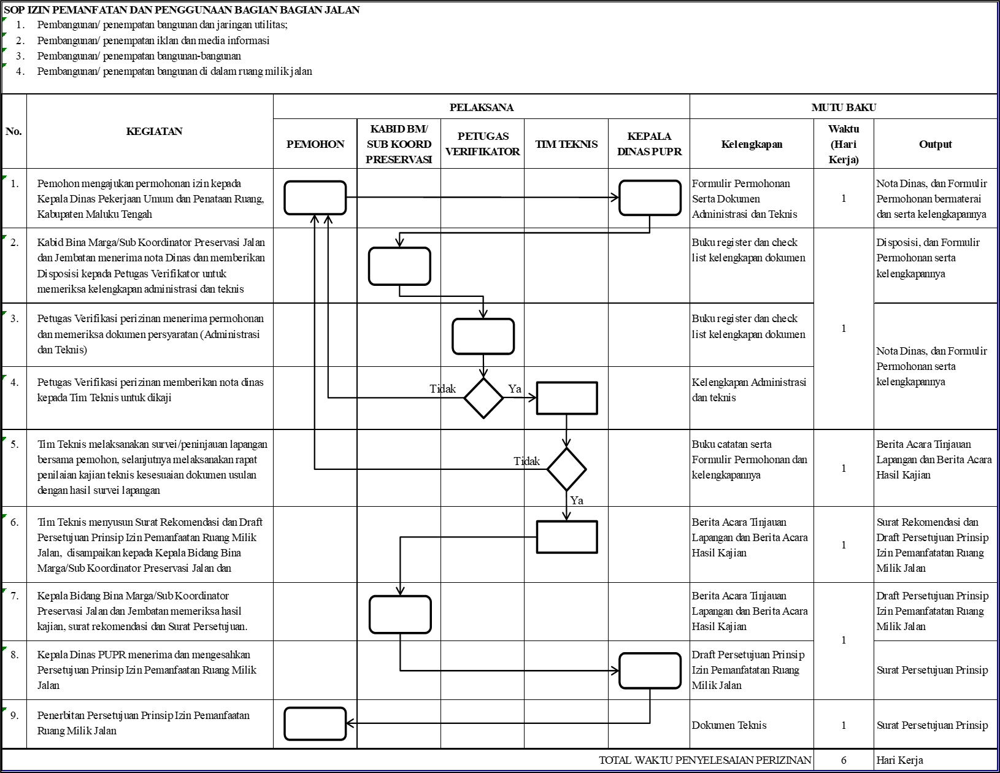 SOP IZIN PEMANFATAN DAN PENGGUNAAN BAGIAN BAGIAN JALAN
1. Pembangunan/ penempatan bangunan dan jaringan utilitas;
2. Pembangunan/ penempatan iklan dan media informasi
3. Pembangunan/ penempatan bangunan-bangunan
4. Pembangunan/ penempatan bangunan di dalam ruang milik jalan
No.
KEGIATAN
PELAKSANA
MUTU BAKU
PEMOHON
KABID BM/
SUB KOORD
PRESERVASI
PETUGAS
VERIFIKATOR
TIM TEKNIS
KEPALA
DINAS PUPR
Kelengkapan
Waktu
(Hari
Kerja)
Output
1.
Pemohon mengajukan permohonan izin kepada
Kepala Dinas Pekerjaan Umum dan Penataan Ruang,
Kabupaten Maluku Tengah
Formulir Permohonan
Serta Dokumen
Administrasi dan Teknis
1
Nota Dinas, dan Formulir
Permohonan bermaterai
dan serta kelengkapannya
2.
Kabid Bina Marga/Sub Koordinator Preservasi Jalan
dan Jembatan menerima nota Dinas dan memberikan
Disposisi kepada Petugas Verifikator untuk
memeriksa kelengkapan administrasi dan teknis
Buku register dan check
list kelengkapan dokumen
1
Disposisi, dan Formulir
Permohonan serta
kelengkapannya
3.
Petugas Verifikasi perizinan menerima permohonan
dan memeriksa dokumen persyaratan (Administrasi
dan Teknis)
Buku register dan check
list kelengkapan dokumen
Nota Dinas, dan Formulir
Permohonan serta
kelengkapannya
4.
Petugas Verifikasi perizinan memberikan nota dinas
kepada Tim Teknis untuk dikaji
Tidak
Ya
Kelengkapan Administrasi
dan teknis
5.
Tim Teknis melaksanakan survei/peninjauan lapangan
bersama pemohon, selanjutnya melaksanakan rapat
penilaian kajian teknis kesesuaian dokumen usulan
dengan hasil survei lapangan
Tidak
Ya
Buku catatan serta
Formulir Permohonan dan
kelengkapannya
1
Berita Acara Tinjauan
Lapangan dan Berita Acara
Hasil Kajian
6.
Tim Teknis menyusun Surat Rekomendasi dan Draft
Persetujuan Prinsip Izin Pemanfaatan Ruang Milik
Jalan, disampaikan kepada Kepala Bidang Bina
Marga/Sub Koordinator Preservasi Jalan dan
Berita Acara Tinjauan
Lapangan dan Berita Acara
Hasil Kajian
1
Surat Rekomendasi dan
Draft Persetujuan Prinsip
Izin Pemanfatatan Ruang
Milik Jalan
7.
Kepala Bidang Bina Marga/Sub Koordinator
Preservasi Jalan dan Jembatan memeriksa hasil
kajian, surat rekomendasi dan Surat Persetujuan.
Berita Acara Tinjauan
Lapangan dan Berita Acara
Hasil Kajian
1
Draft Persetujuan Prinsip
Izin Pemanfatatan Ruang
Milik Jalan
8.
Kepala Dinas PUPR menerima dan mengesahkan
Persetujuan Prinsip Izin Pemanfaatan Ruang Milik
Jalan
Draft Persetujuan Prinsip
Izin Pemanfatatan Ruang
Milik Jalan
Surat Persetujuan Prinsip
9.
Penerbitan Persetujuan Prinsip Izin Pemanfaatan
Ruang Milik Jalan
Dokumen Teknis
1
Surat Persetujuan Prinsip
TOTAL WAKTU PENYELESAIAN PERIZINAN
6
Hari Kerja